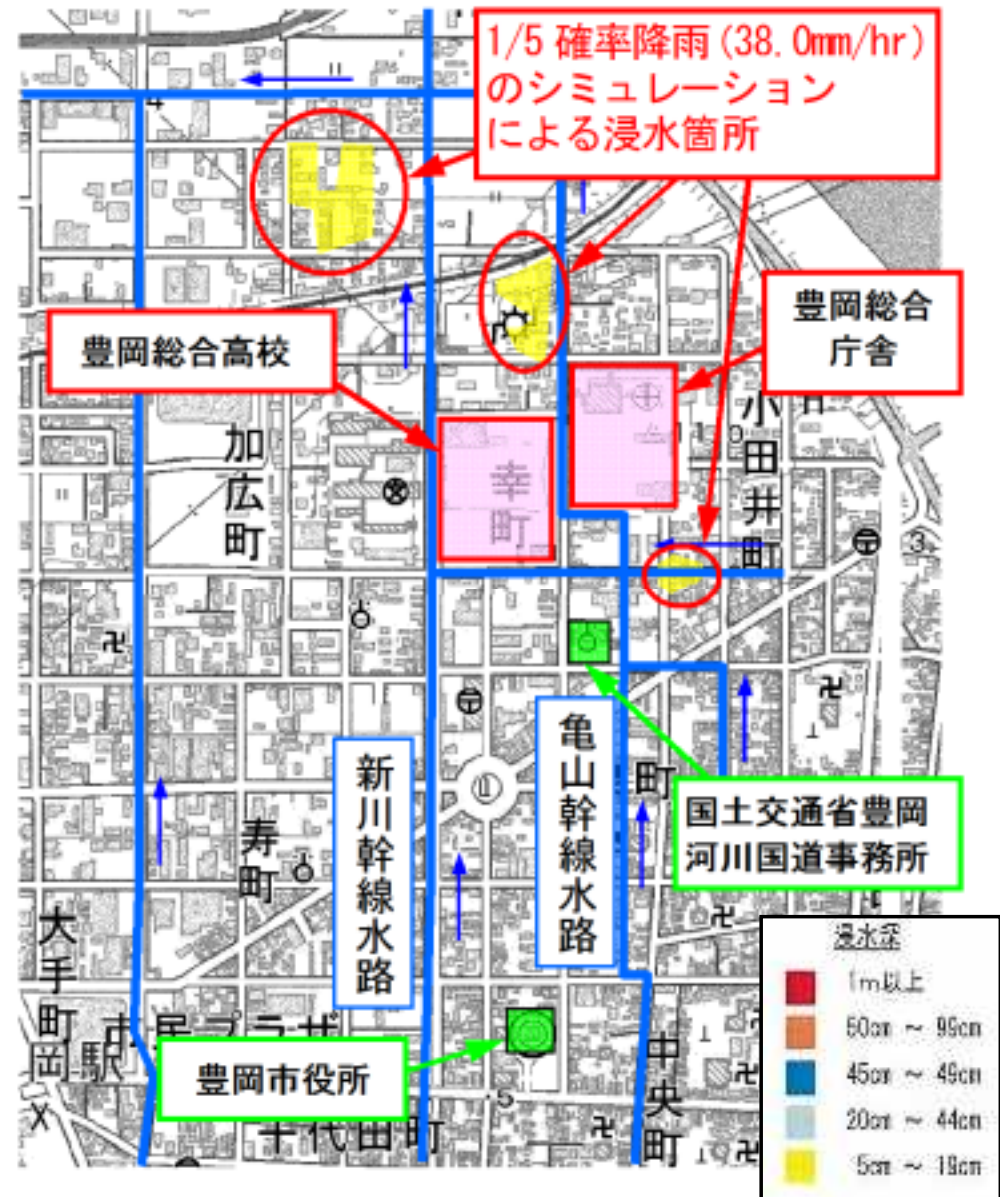 1/5 確率降雨(38.0mm/hr)
のシミュレーション
による浸水箇所
豊岡総合
庁舎
豊岡総合高校
加広町
幸町
小田井町
3
亀山幹線水路
新川幹線水路
町
国土交通省豊岡
河川国道事務所
寿町
大手町
岡駅
豊岡市役所
5
中央町
千代田町
浸水深
1m以上
50cm ～ 99cm
45cm ～ 49cm
20cm ～ 44cm
5cm ～ 19cm